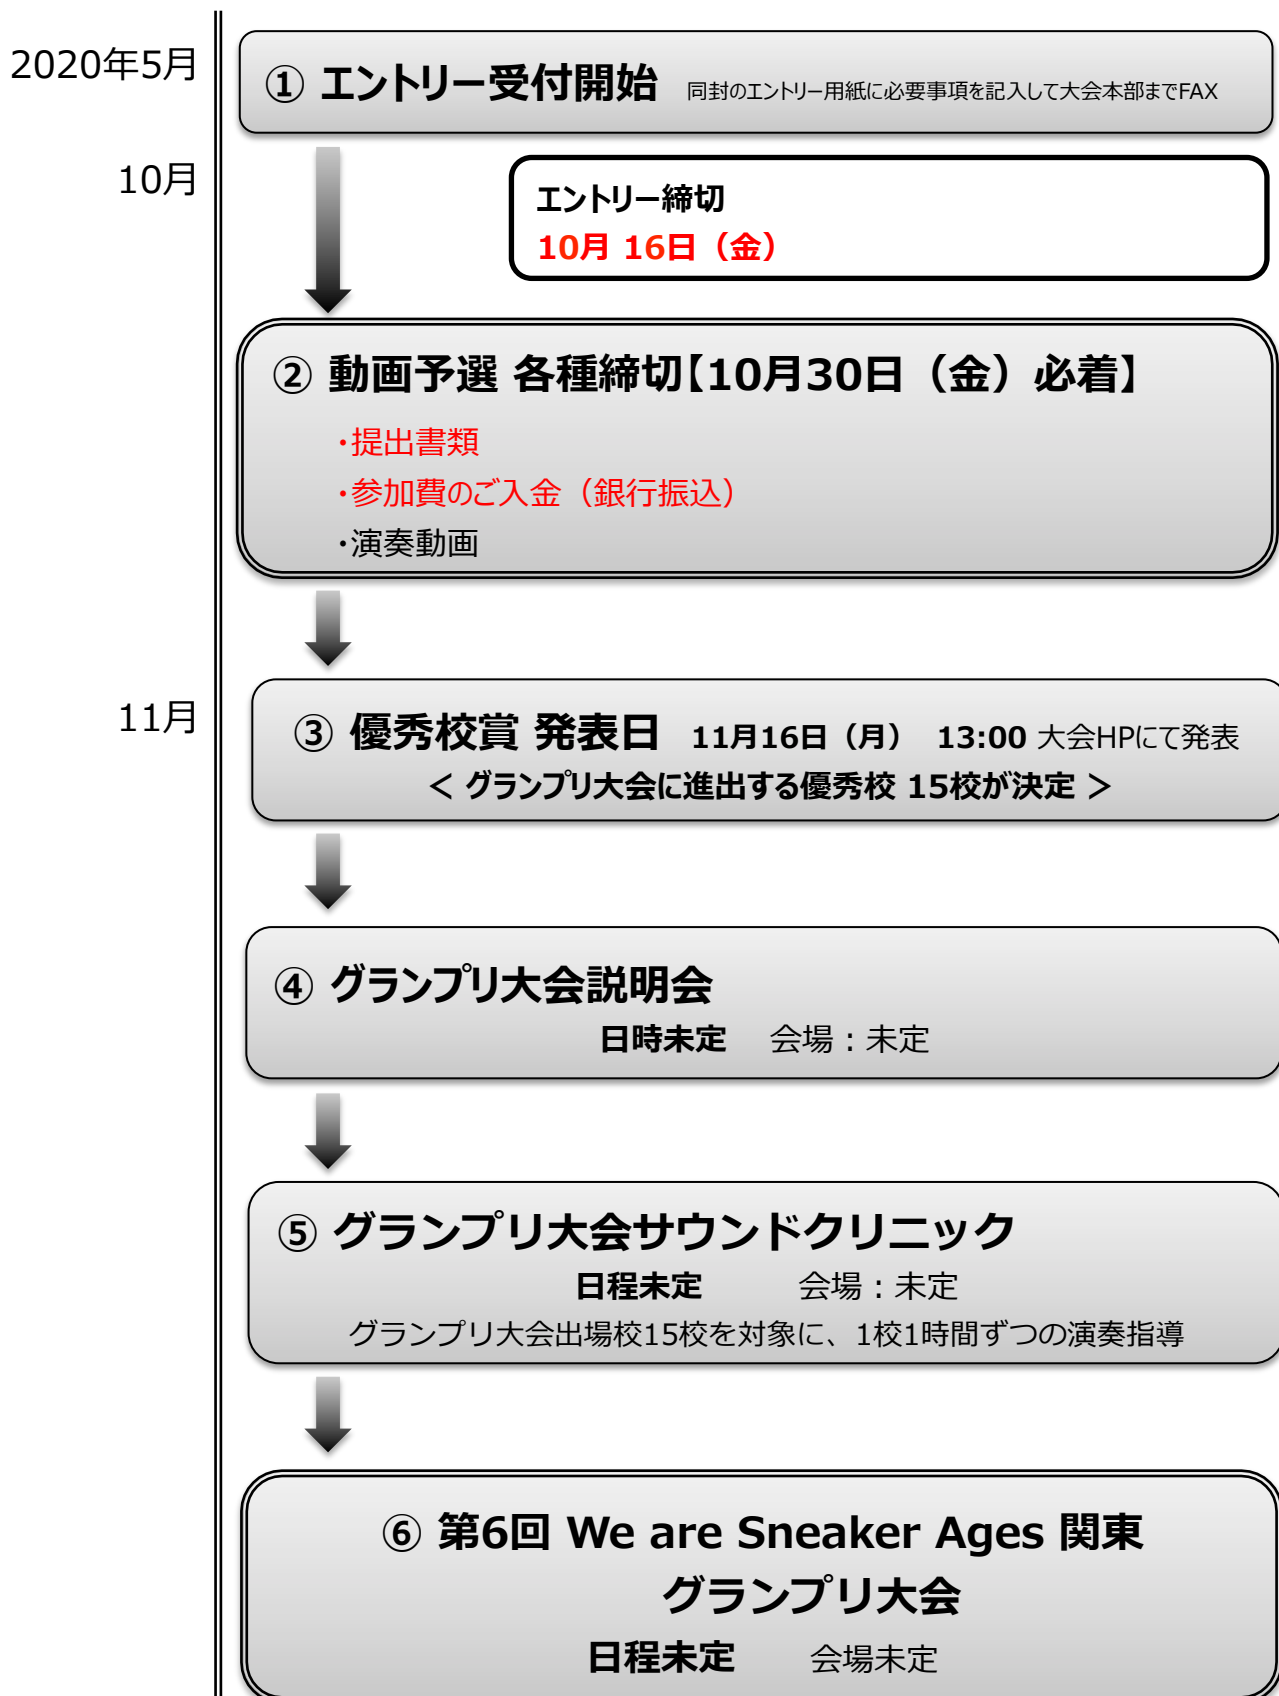 2020年5月
① エントリー受付開始 同封のエントリー用紙に必要事項を記入して大会本部までFAX
10月
エントリー締切
10月 16日（金）
② 動画予選 各種締切【10月30日（金）必着】
・提出書類
・参加費のご入金（銀行振込）
・演奏動画
11月
③ 優秀校賞 発表日 11月16日（月） 13:00 大会HPにて発表
＜ グランプリ大会に進出する優秀校 15校が決定 ＞
④ グランプリ大会説明会
日時未定 会場：未定
⑤ グランプリ大会サウンドクリニック
日程未定 会場：未定
グランプリ大会出場校15校を対象に、1校1時間ずつの演奏指導
⑥ 第6回 We are Sneaker Ages 関東
グランプリ大会
日程未定 会場未定